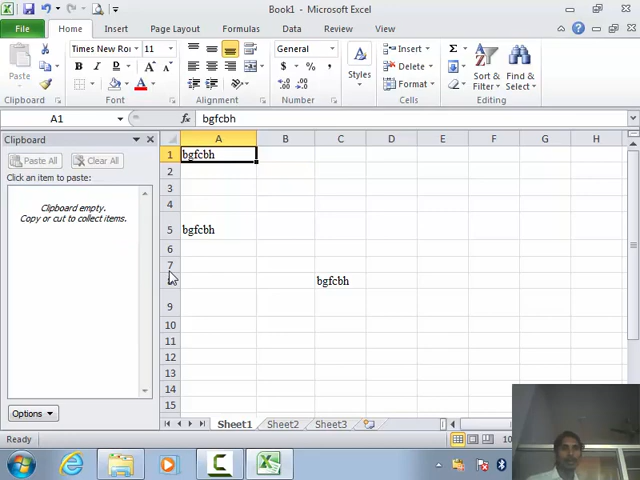 Book1 - Microsoft Excel
File Home Insert Page Layout Formulas Data Review View
Paste
Clipboard
Times New Ro 11
B I U
A
Font
Alignment
General
$ % ,
Number
Styles
Insert
Delete
Format
Cells
Σ
Sort & Filter
Find & Select
Editing
A1 fx bgfcbh
Clipboard
Paste All Clear All
Click an item to paste:
Clipboard empty.
Copy or cut to collect items.
Options
A B C D E F G H
1 bgfcbh
2
3
4
5 bgfcbh
6
7
bgfcbh
9
10
11
12
13
14
15
Sheet1 Sheet2 Sheet3
Ready
10